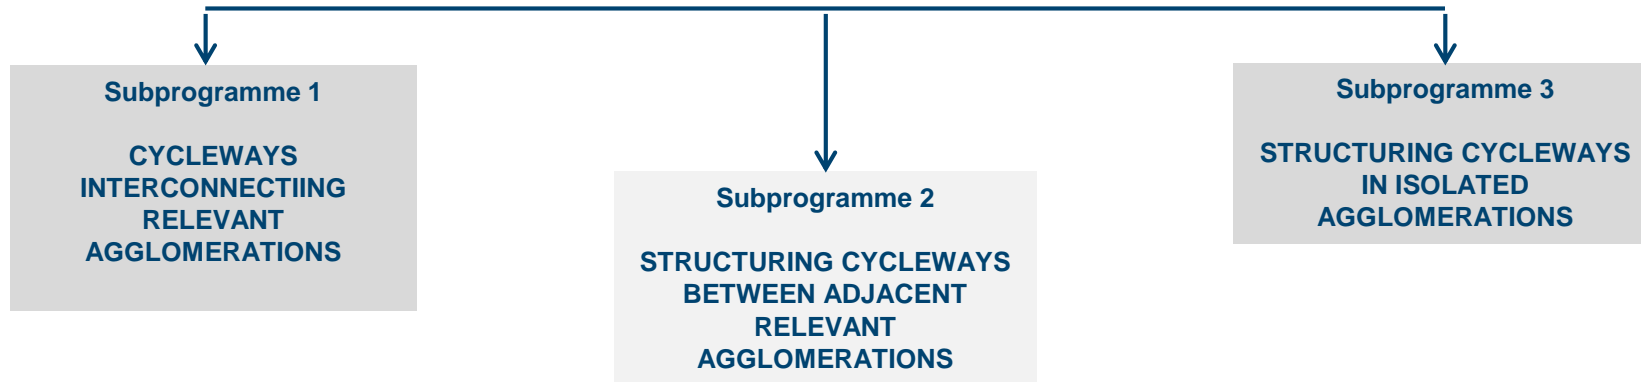 Subprogramme 1
CYCLEWAYS
INTERCONNECTIING
RELEVANT
AGGLOMERATIONS
Subprogramme 2
STRUCTURING CYCLEWAYS
BETWEEN ADJACENT
RELEVANT
AGGLOMERATIONS
Subprogramme 3
STRUCTURING CYCLEWAYS
IN ISOLATED
AGGLOMERATIONS